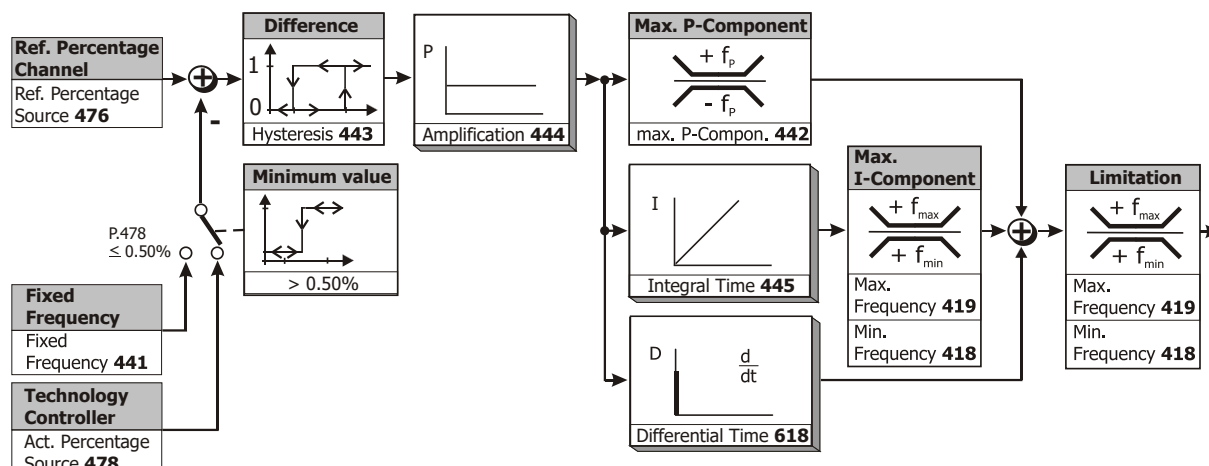 Ref. Percentage
Channel
Ref. Percentage
Source 476
+
-
Difference
1
0
Hysteresis 443
P
Amplification 444
Max. P-Component
+ fP
- fP
max. P-Compon. 442
Minimum value
> 0.50%
P.478
≤ 0.50%
I
Integral Time 445
Max.
I-Component
+ fmax
+ fmin
Max.
Frequency 419
Min.
Frequency 418
+
Limitation
+ fmax
+ fmin
Max.
Frequency 419
Min.
Frequency 418
Fixed
Frequency
Fixed
Frequency 441
D
d
dt
Differential Time 618
Technology
Controller
Act. Percentage
Source 478